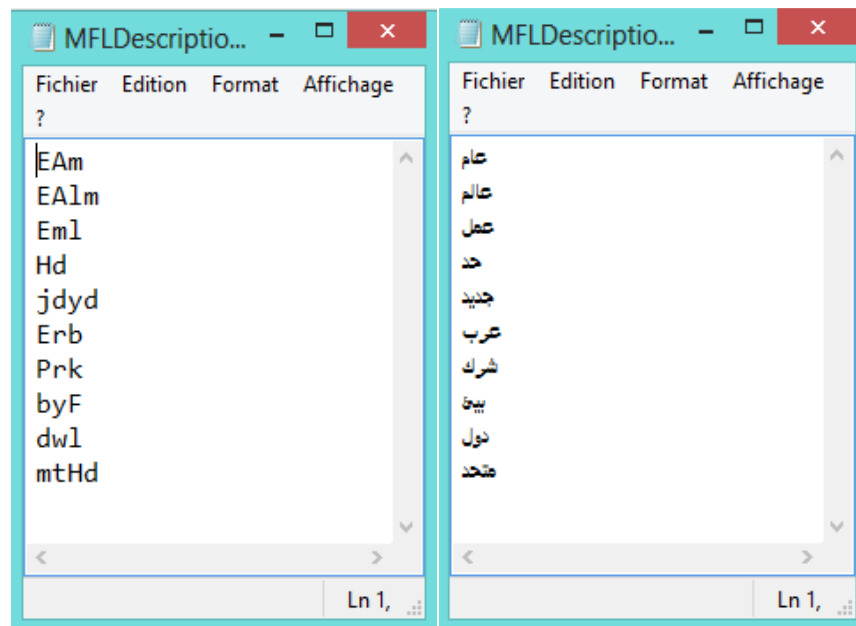 MFLDescriptio...
Fichier Edition Format Affichage
?
EAm
EAlm
Eml
Hd
jdyd
Erb
Prk
byF
dwl
mtHd
Ln 1,
MFLDescriptio...
Fichier Edition Format Affichage
?
عام
عالم
عمل
حد
جديد
عرب
شرك
بيئ
دول
متحد
Ln 1,